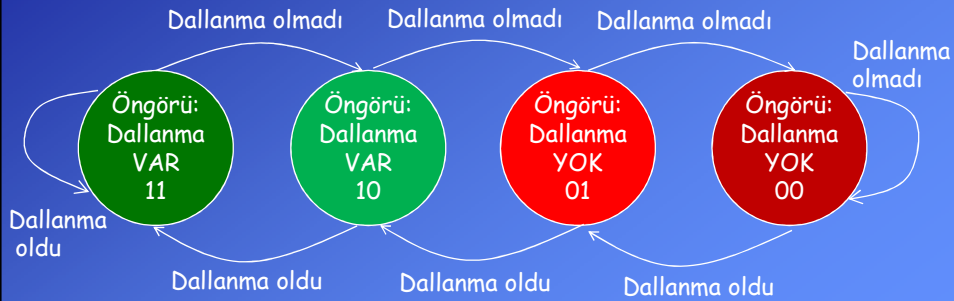 Dallanma olmadı
Dallanma olmadı
Dallanma olmadı
Dallanma
olmadı
Öngörü:
Dallanma
VAR
11
Öngörü:
Dallanma
VAR
10
Öngörü:
Dallanma
YOK
01
Öngörü:
Dallanma
YOK
00
Dallanma
oldu
Dallanma oldu
Dallanma oldu
Dallanma oldu